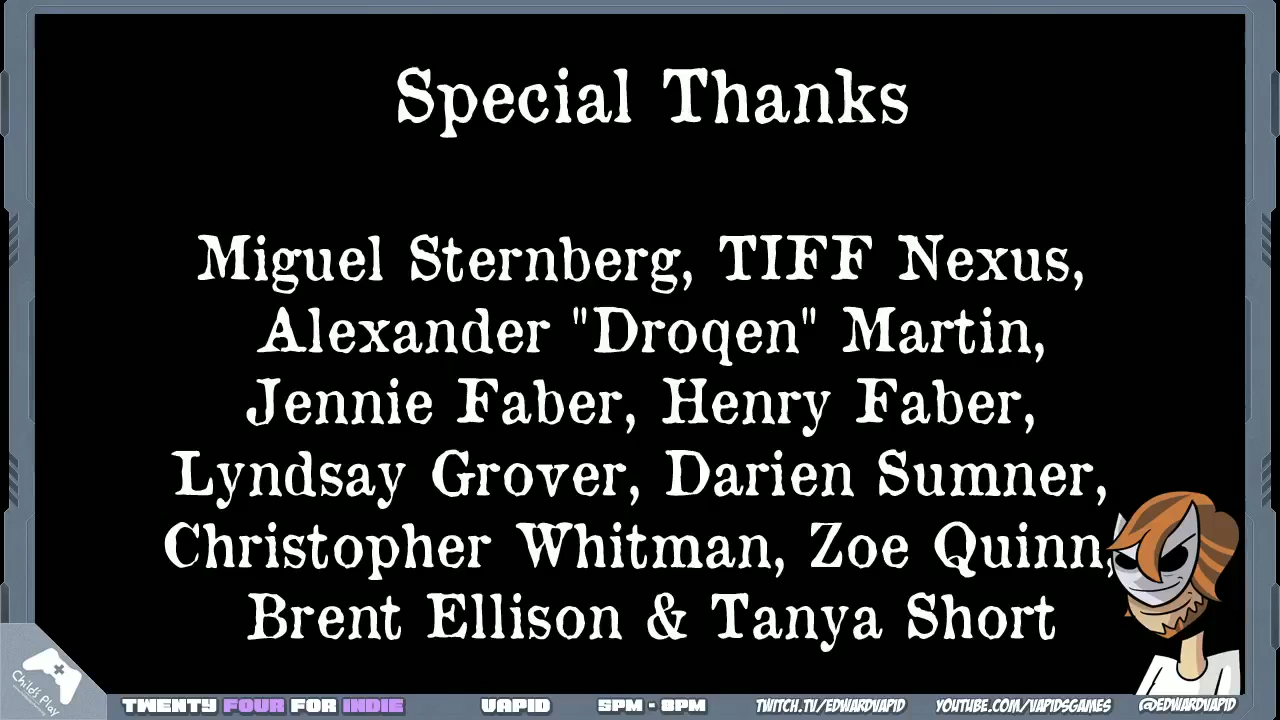 Special Thanks
Miguel Sternberg, TIFF Nexus,
Alexander "Droqen" Martin,
Jennie Faber, Henry Faber,
Lyndsay Grover, Darien Sumner,
Christopher Whitman, Zoe Quinn,
Brent Ellison & Tanya Short
Child's Play
TWENTY FOUR FOR INDIE VAPID 5PM - 8PM TWITCH.TV/EDWARDVAPID YOUTUBE.COM/VAPIDSGAMES @EDWARDVAPID